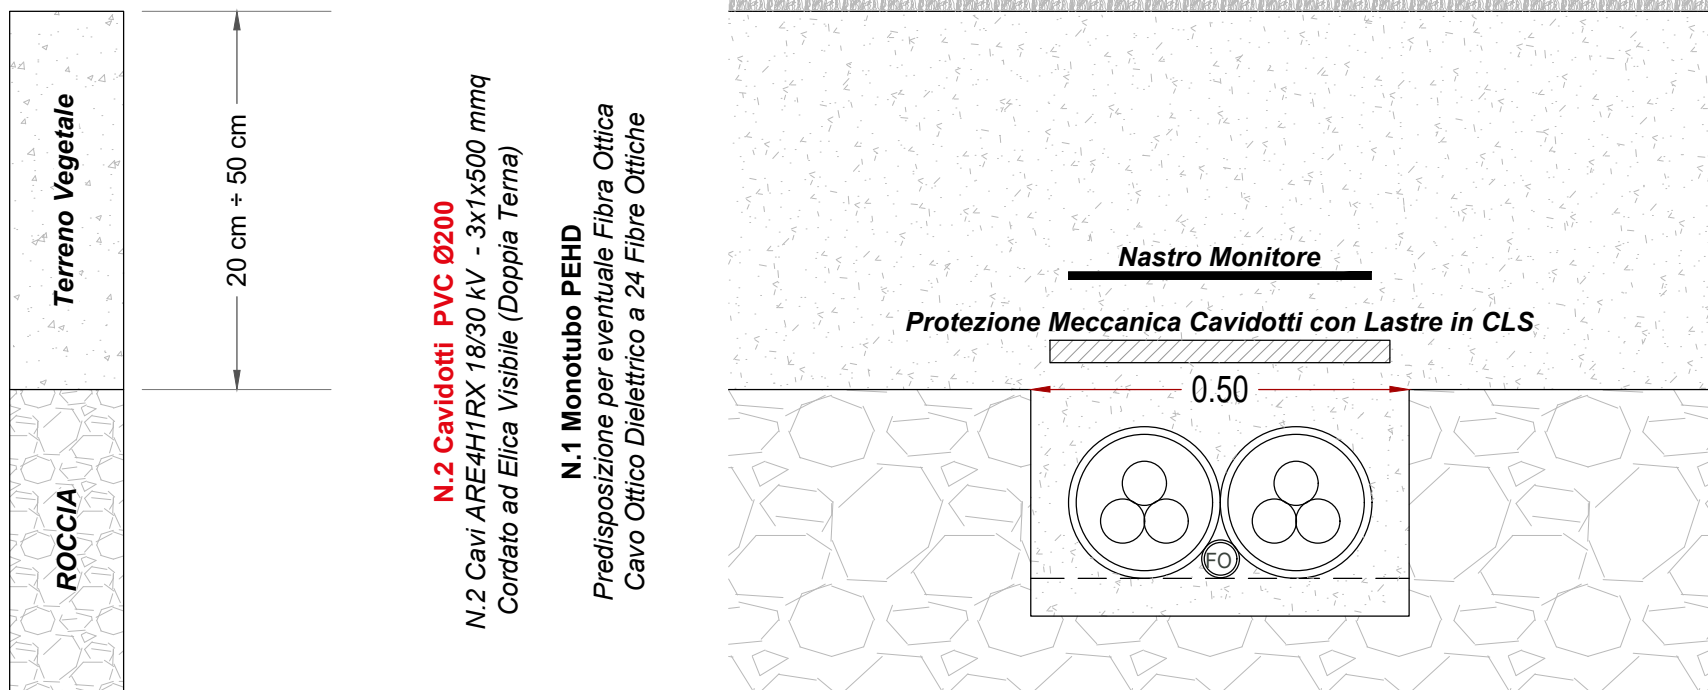 Terreno Vegetale
ROCCIA
20 cm ÷ 50 cm
N.2 Cavidotti PVC Ø200
N.2 Cavi ARE4H1RX 18/30 kV - 3x1x500 mmq
Cordato ad Elica Visibile (Doppia Terna)
N.1 Monotubo PEHD
Predisposizione per eventuale Fibra Ottica
Cavo Ottico Dielettrico a 24 Fibre Ottiche
Nastro Monitore
Protezione Meccanica Cavidotti con Lastre in CLS
0.50
FO